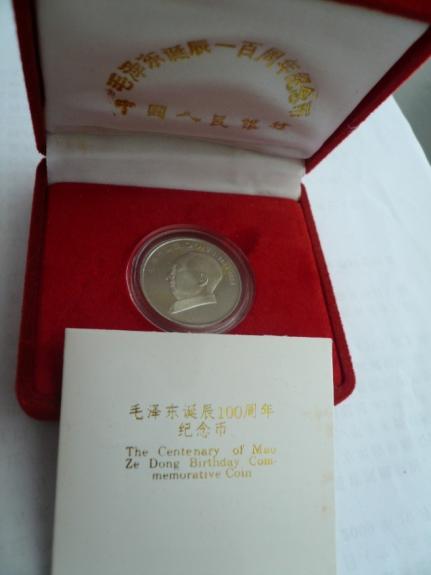 毛泽东诞辰一百周年纪念币
中国人民银行
毛泽东诞辰100周年
纪念币
The Centenary of Mao
Ze Dong Birthday Com-
memorative Coin